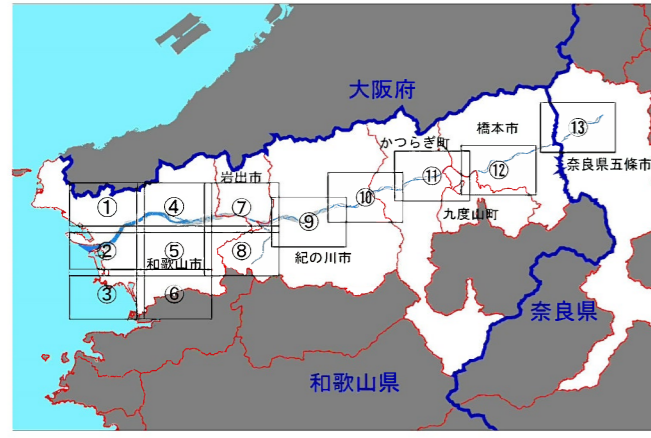 大阪府
⑬
橋本市
かつらぎ町
⑫
奈良県五條市
岩出市
⑪
⑩
九度山町
①
④
⑦
⑨
②
⑤
和歌山市
⑧
紀の川市
③
⑥
奈良県
和歌山県